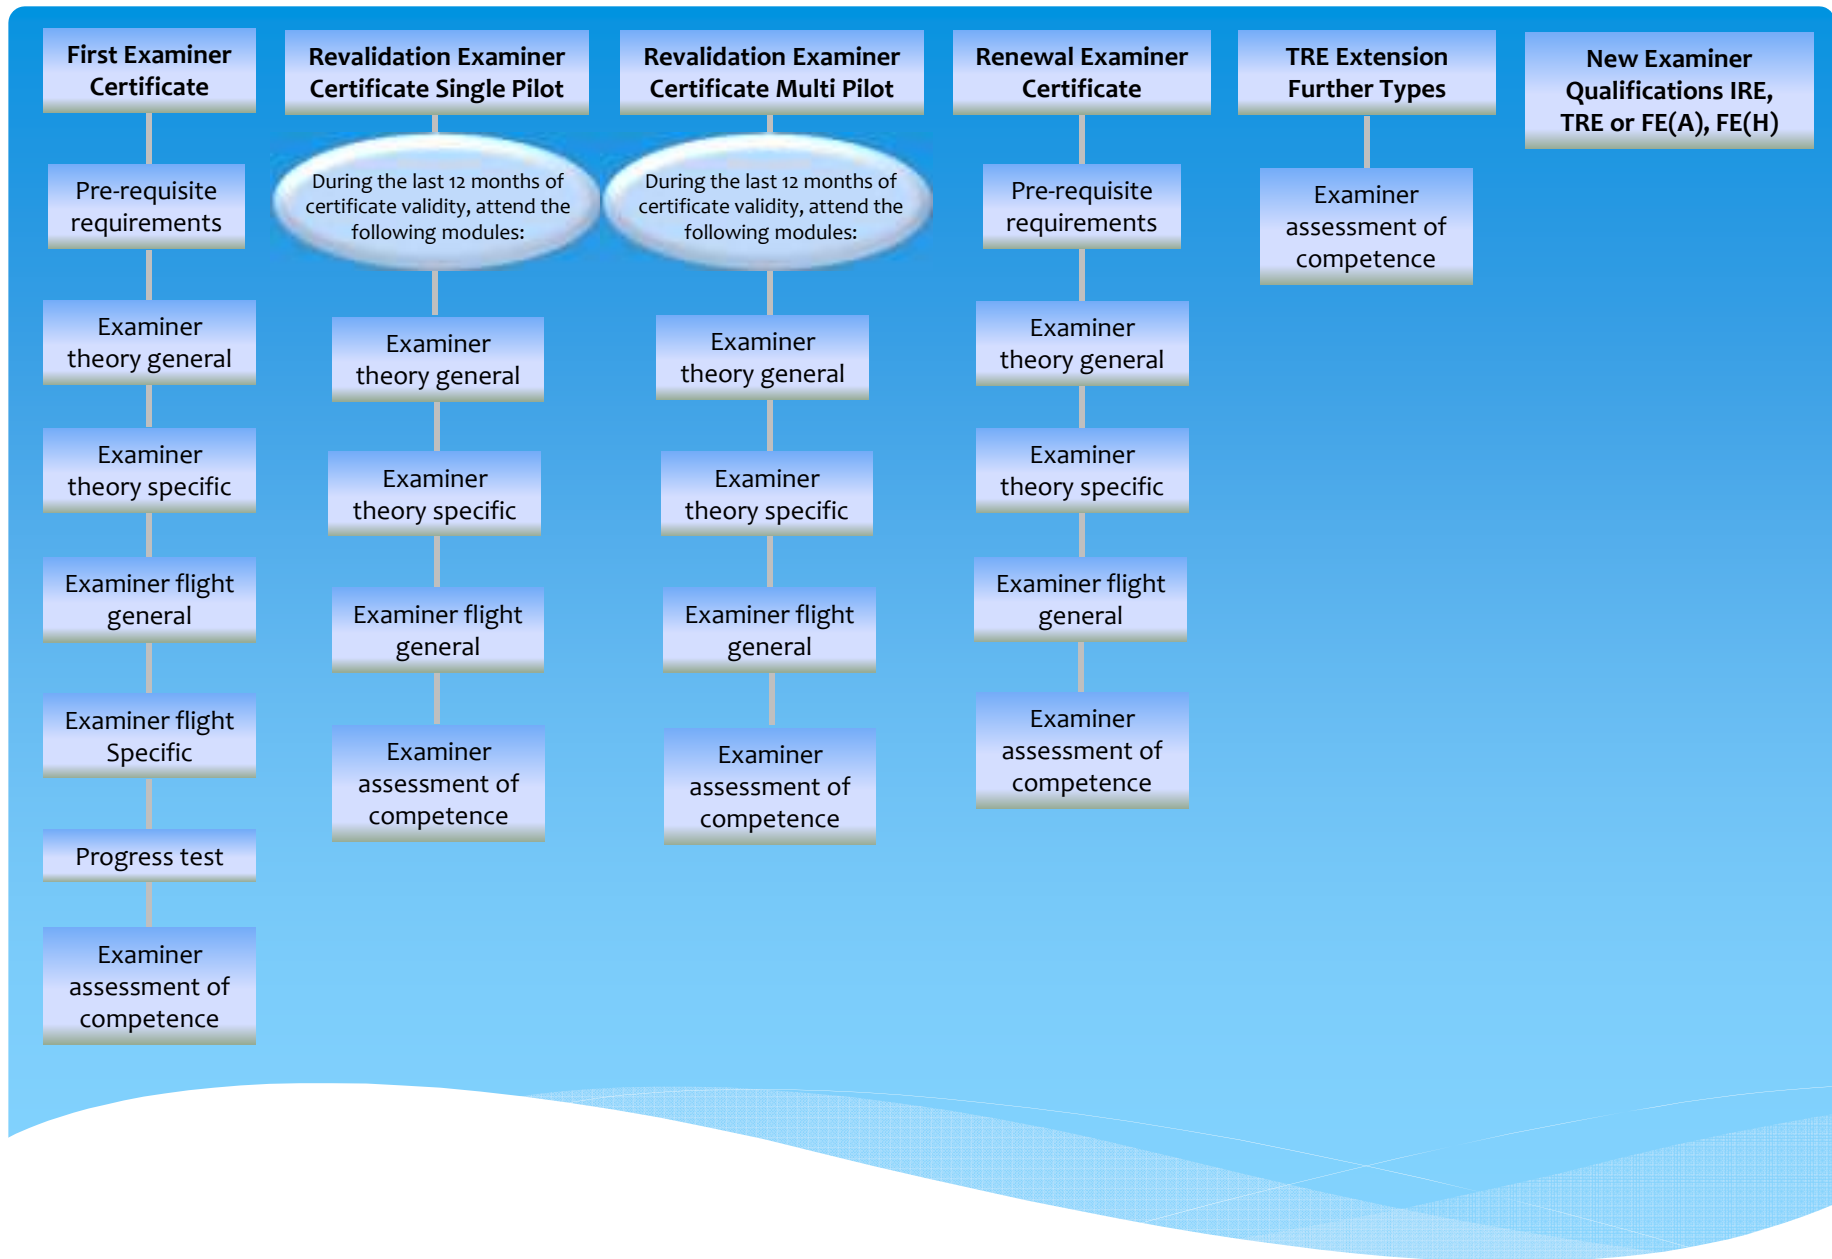 First Examiner
Certificate
Pre-requisite
requirements
Examiner
theory general
Examiner
theory specific
Examiner flight
general
Examiner flight
Specific
Progress test
Examiner
assessment of
competence
Revalidation Examiner
Certificate Single Pilot
During the last 12 months of
certificate validity, attend the
following modules:
Examiner
theory general
Examiner
theory specific
Examiner flight
general
Examiner
assessment of
competence
Revalidation Examiner
Certificate Multi Pilot
During the last 12 months of
certificate validity, attend the
following modules:
Examiner
theory general
Examiner
theory specific
Examiner flight
general
Examiner
assessment of
competence
Renewal Examiner
Certificate
Pre-requisite
requirements
Examiner
theory general
Examiner
theory specific
Examiner flight
general
Examiner
assessment of
competence
TRE Extension
Further Types
Examiner
assessment of
competence
New Examiner
Qualifications IRE,
TRE or FE(A), FE(H)